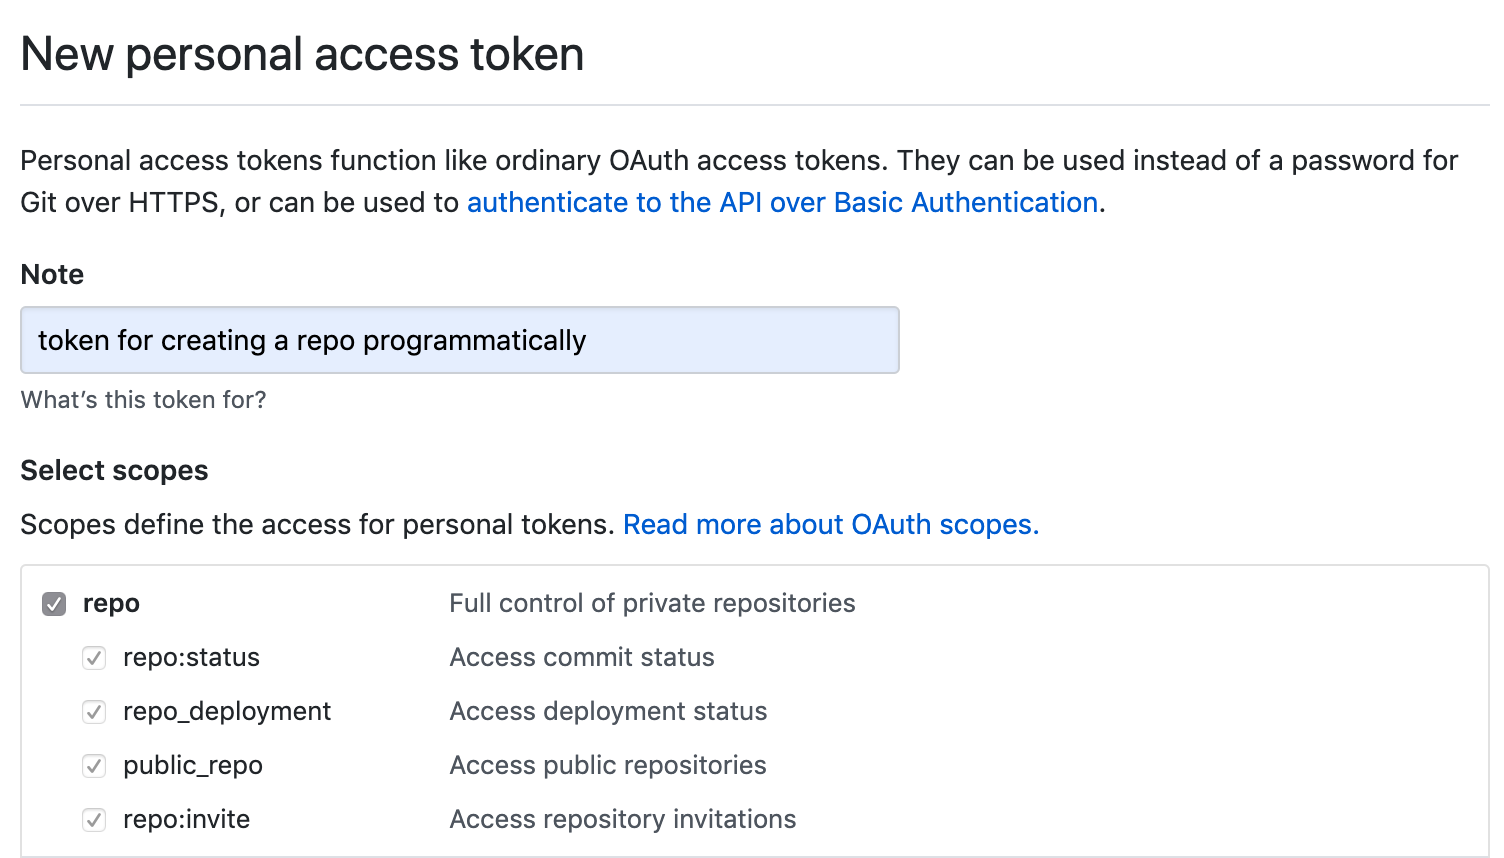 New personal access token
Personal access tokens function like ordinary OAuth access tokens. They can be used instead of a password for
Git over HTTPS, or can be used to authenticate to the API over Basic Authentication.
Note
token for creating a repo programmatically
What’s this token for?
Select scopes
Scopes define the access for personal tokens. Read more about OAuth scopes.
repo Full control of private repositories
repo:status Access commit status
repo_deployment Access deployment status
public_repo Access public repositories
repo:invite Access repository invitations